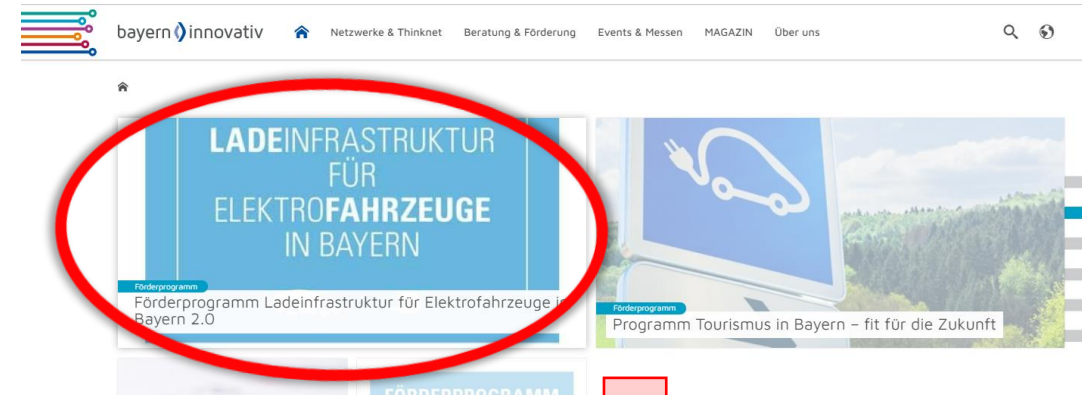 bayern innovativ
Netzwerke & Thinknet
Beratung & Förderung
Events & Messen
MAGAZIN
Über uns
LADEINFRASTRUKTUR
FÜR
ELEKTROFAHRZEUGE
IN BAYERN
Förderprogramm
Förderprogramm Ladeinfrastruktur für Elektrofahrzeuge in
Bayern 2.0
Förderprogramm
Programm Tourismus in Bayern – fit für die Zukunft
FÖRDERPROGRAMM